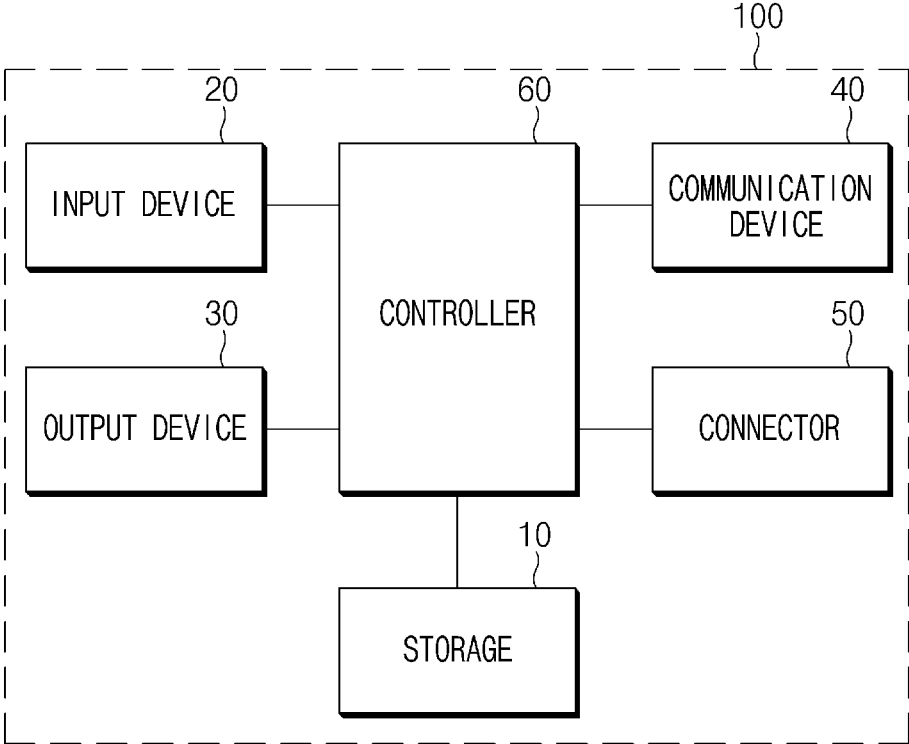 100
20
60
40
INPUT DEVICE
CONTROLLER
COMMUNICATION
DEVICE
30
50
OUTPUT DEVICE
CONNECTOR
10
STORAGE